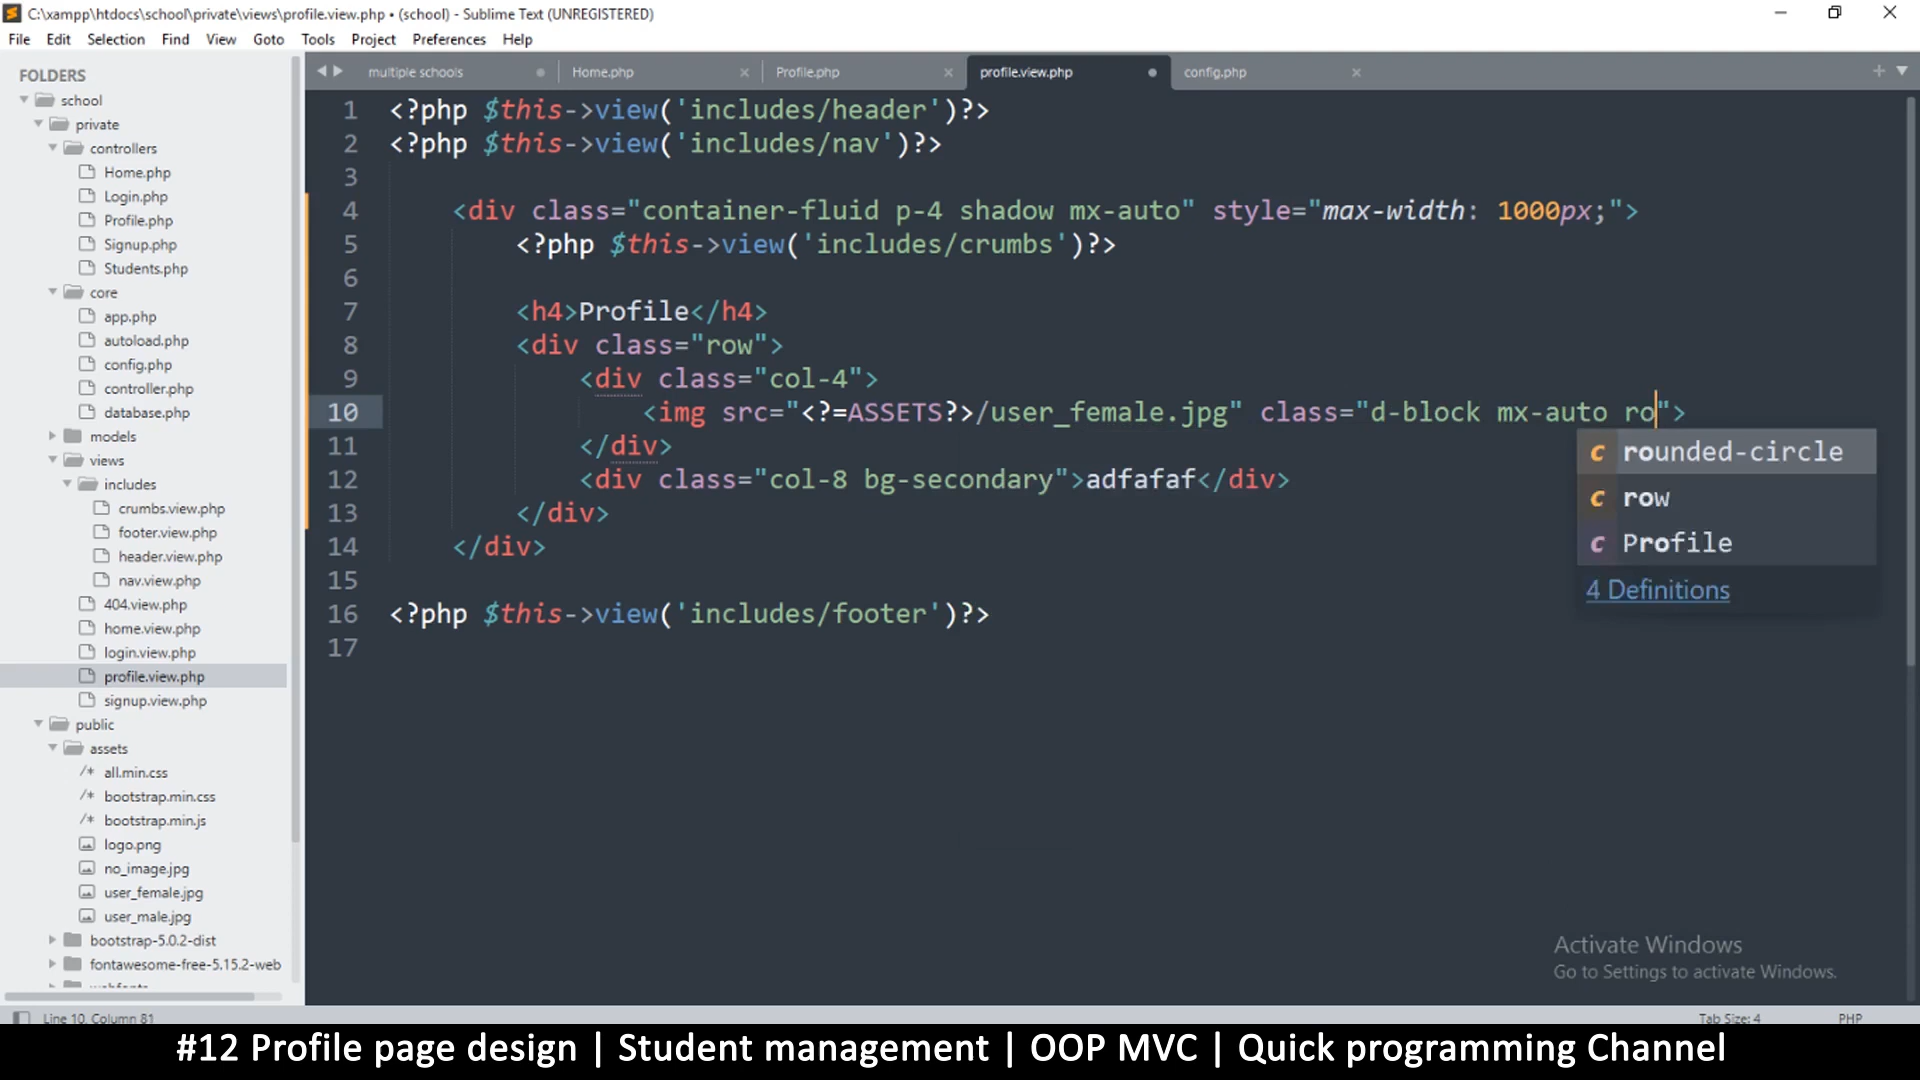 C:\xampp\htdocs\school\private\views\profile.view.php • (school) - Sublime Text (UNREGISTERED)
File Edit Selection Find View Goto Tools Project Preferences Help
FOLDERS
school
private
controllers
Home.php
Login.php
Profile.php
Signup.php
Students.php
core
app.php
autoload.php
config.php
controller.php
database.php
models
views
includes
crumbs.view.php
footer.view.php
header.view.php
nav.view.php
404.view.php
home.view.php
login.view.php
profile.view.php
signup.view.php
public
assets
all.min.css
bootstrap.min.css
bootstrap.min.js
logo.png
no_image.jpg
user_female.jpg
user_male.jpg
bootstrap-5.0.2-dist
fontawesome-free-5.15.2-web
multiple schools Home.php Profile.php profile.view.php config.php
1 <?php $this->view('includes/header')?>
2 <?php $this->view('includes/nav')?>
3
4 <div class="container-fluid p-4 shadow mx-auto" style="max-width: 1000px;">
5 <?php $this->view('includes/crumbs')?>
6
7 <h4>Profile</h4>
8 <div class="row">
9 <div class="col-4">
10 <img src="<?=ASSETS?>/user_female.jpg" class="d-block mx-auto ro">
11 </div>
12 <div class="col-8 bg-secondary">adfafaf</div>
13 </div>
14 </div>
15
16 <?php $this->view('includes/footer')?>
17
c rounded-circle
c row
c Profile
4 Definitions
Activate Windows
Go to Settings to activate Windows.
Line 10, Column 81 Tab Size: 4 PHP
#12 Profile page design | Student management | OOP MVC | Quick programming Channel